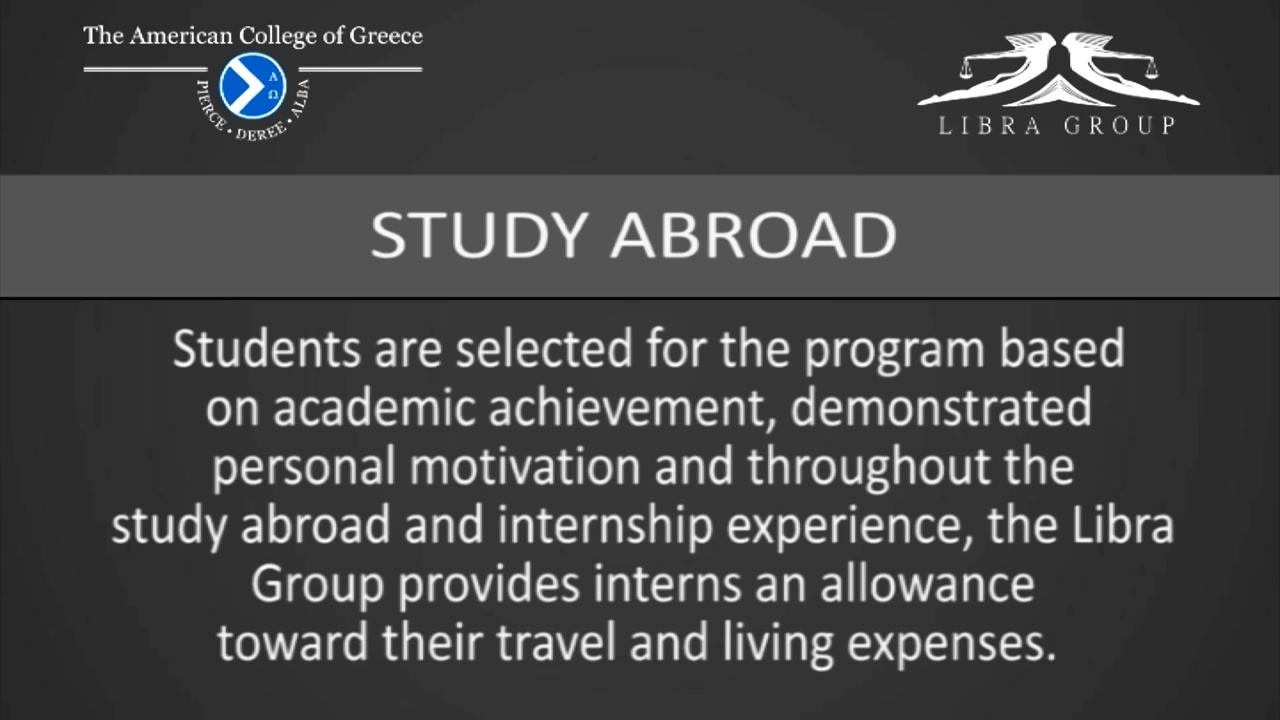 The American College of Greece
Α
Ω
PIERCE • DEREE • ALBA
LIBRA GROUP
STUDY ABROAD
Students are selected for the program based
on academic achievement, demonstrated
personal motivation and throughout the
study abroad and internship experience, the Libra
Group provides interns an allowance
toward their travel and living expenses.